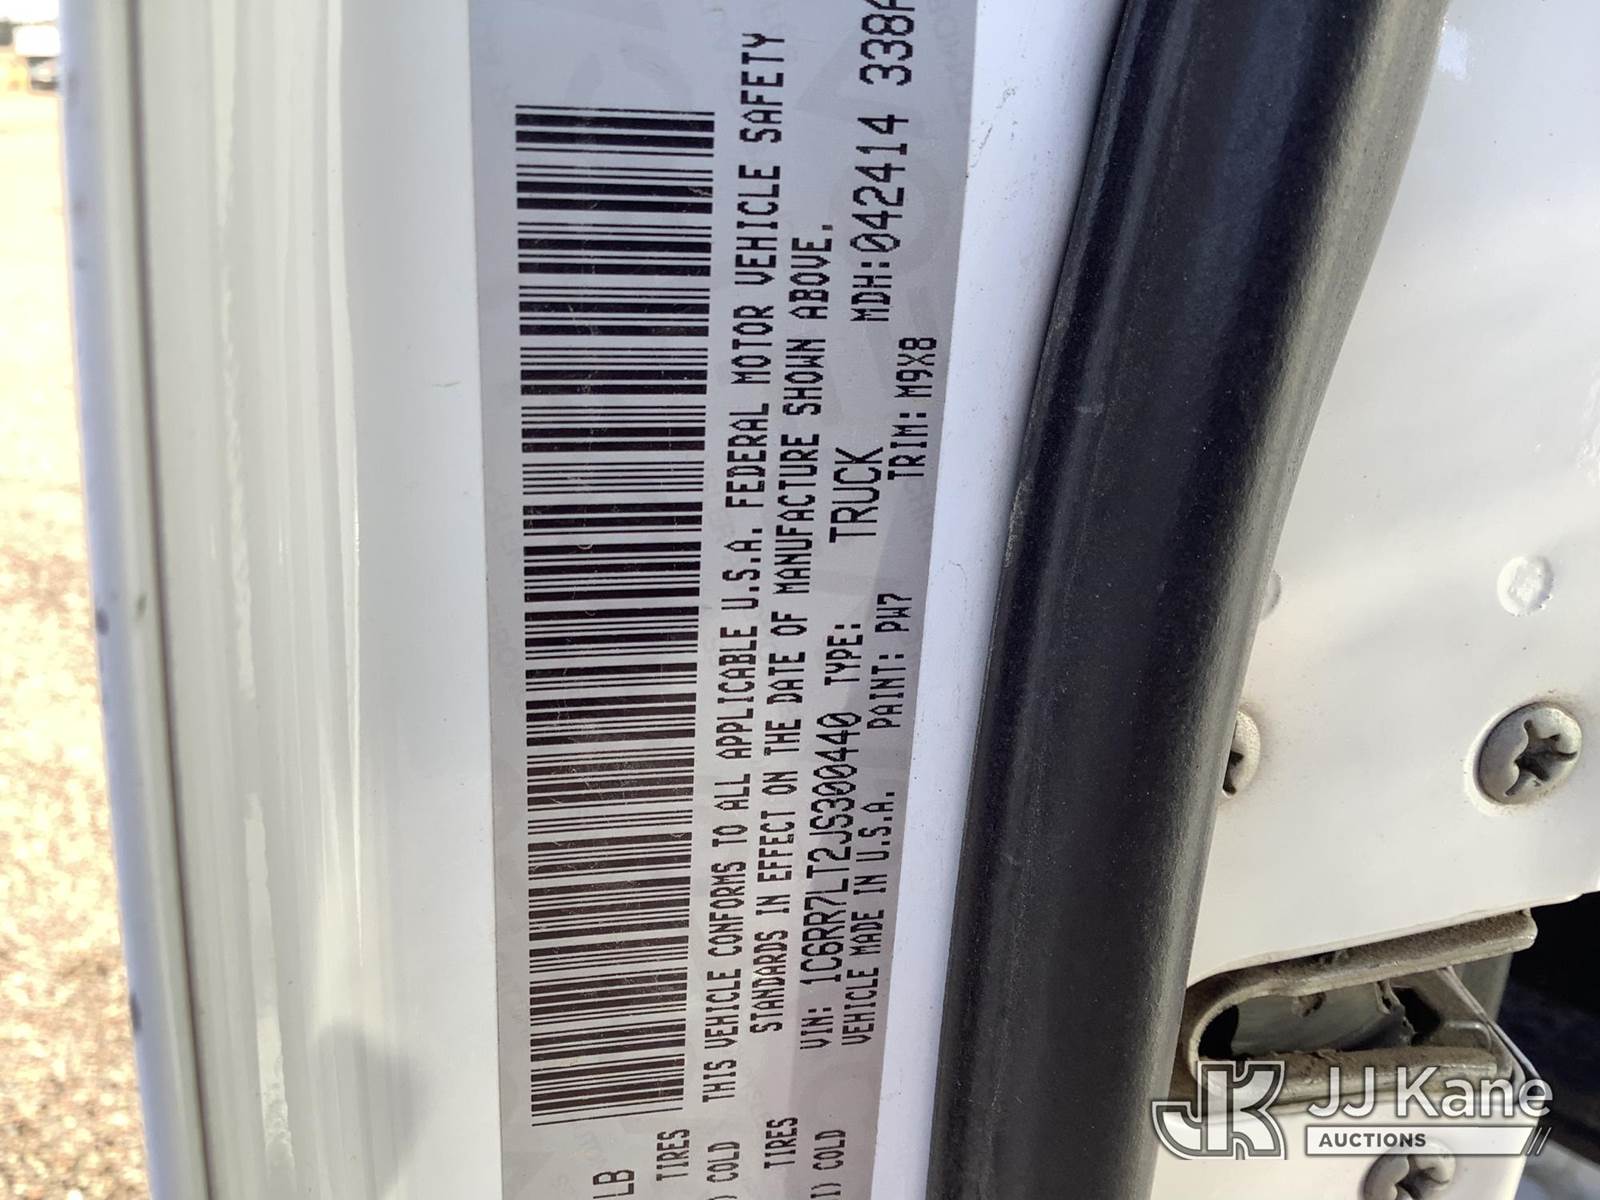 LB
TIRES
) COLD
TIRES
I) COLD
THIS VEHICLE CONFORMS TO ALL APPLICABLE U.S.A. FEDERAL MOTOR VEHICLE SAFETY
STANDARDS IN EFFECT ON THE DATE OF MANUFACTURE SHOWN ABOVE.
VIN: 1C6RR7LT2JS300440 TYPE: TRUCK MDH:042414 338A
VEHICLE MADE IN U.S.A. PAINT: PW7 TRIM: M9X8
JK JJ Kane
AUCTIONS